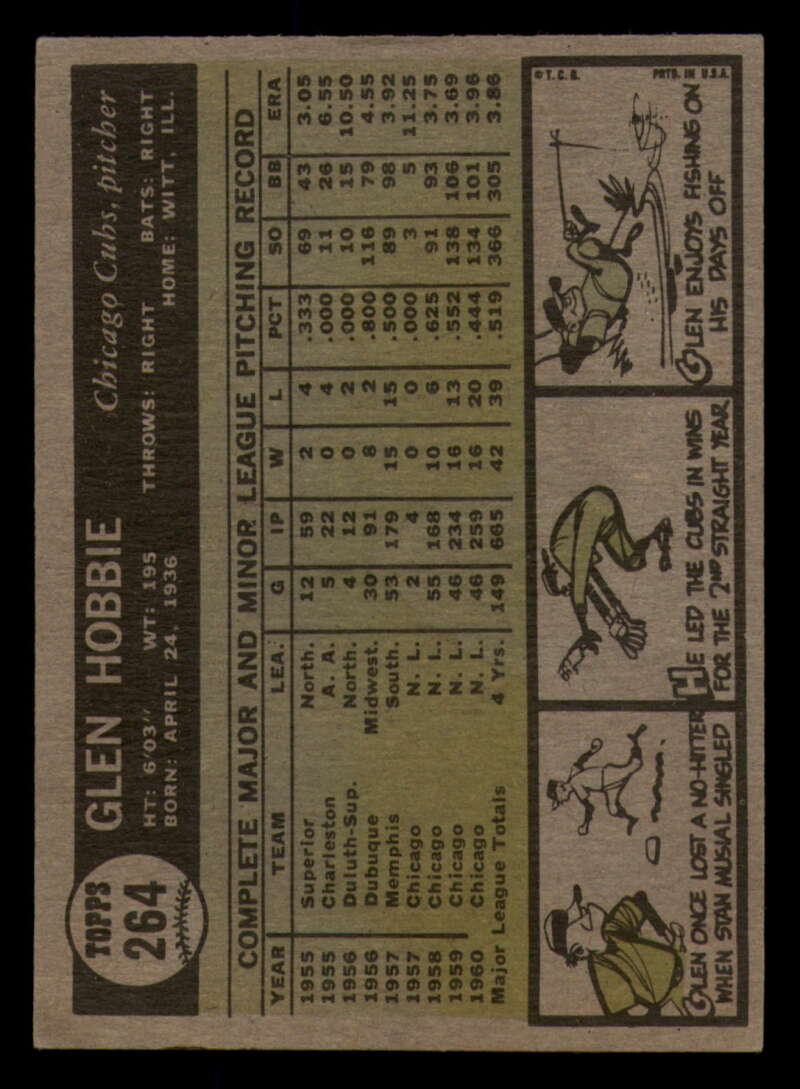 TOPPS
264
GLEN HOBBIE Chicago Cubs, pitcher
HT: 6'03" WT: 195 THROWS: RIGHT BATS: RIGHT
BORN: APRIL 24, 1936 HOME: WITT, ILL.
COMPLETE MAJOR AND MINOR LEAGUE PITCHING RECORD
YEAR TEAM LEA. G IP W L PCT SO BB ERA
1955 Superior North. 12 59 2 4 .333 69 43 3.05
1955 Charleston A. A. 5 22 0 4 .000 11 26 6.55
1956 Duluth-Sup. North. 4 12 0 2 .000 10 15 10.50
1956 Dubuque Midwest. 30 91 8 2 .800 116 79 4.55
1957 Memphis South. 53 179 15 15 .500 89 98 3.92
1957 Chicago N. L. 2 4 0 0 .000 3 5 11.25
1958 Chicago N. L. 55 168 10 6 .625 91 93 3.75
1959 Chicago N. L. 46 234 16 13 .552 138 106 3.69
1960 Chicago N. L. 46 259 16 20 .444 134 101 3.96
Major League Totals 4 Yrs. 149 665 42 39 .519 366 305 3.86
GLEN ONCE LOST A NO-HITTER
WHEN STAN MUSIAL SINGLED
HE LED THE CUBS IN WINS
FOR THE 2ND STRAIGHT YEAR
© T. C. G. PRTD. IN U.S.A.
GLEN ENJOYS FISHING ON
HIS DAYS OFF